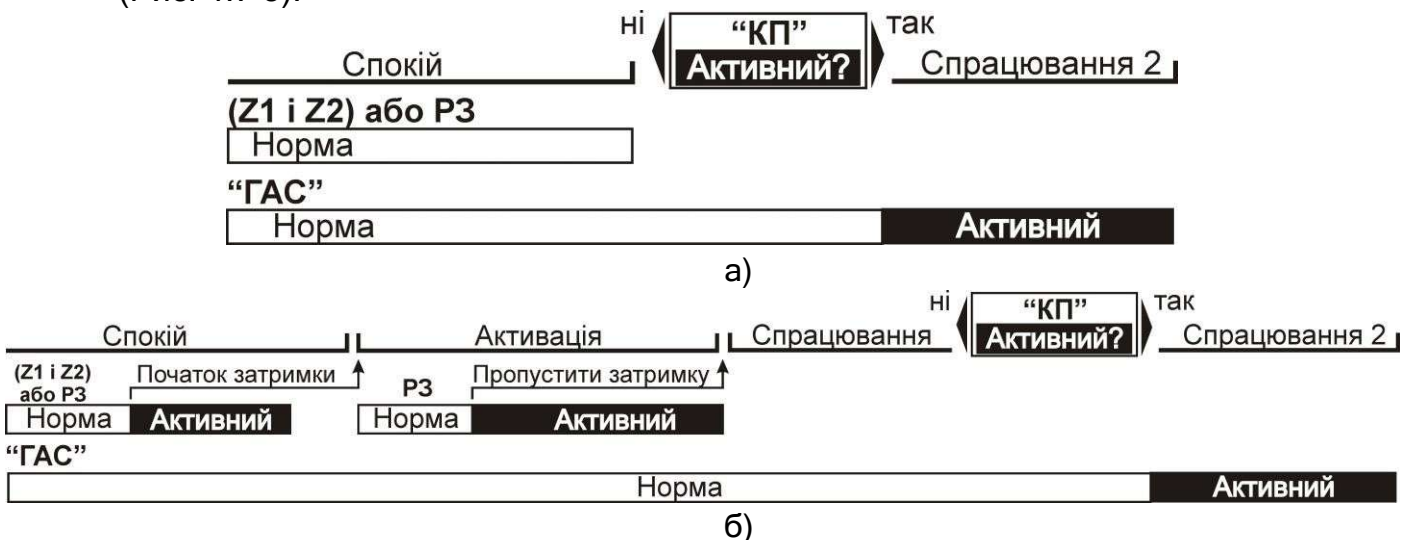 ні “КП” так
Спокій Активний? Спрацювання 2
(Z1 і Z2) або РЗ
Норма
“ГАС”
Норма Активний
а)
ні “КП” так
Спокій Активація Спрацювання Активний? Спрацювання 2
(Z1 і Z2) Початок затримки Пропустити затримку
або РЗ РЗ
Норма Активний Норма Активний
“ГАС”
Норма Активний
б)